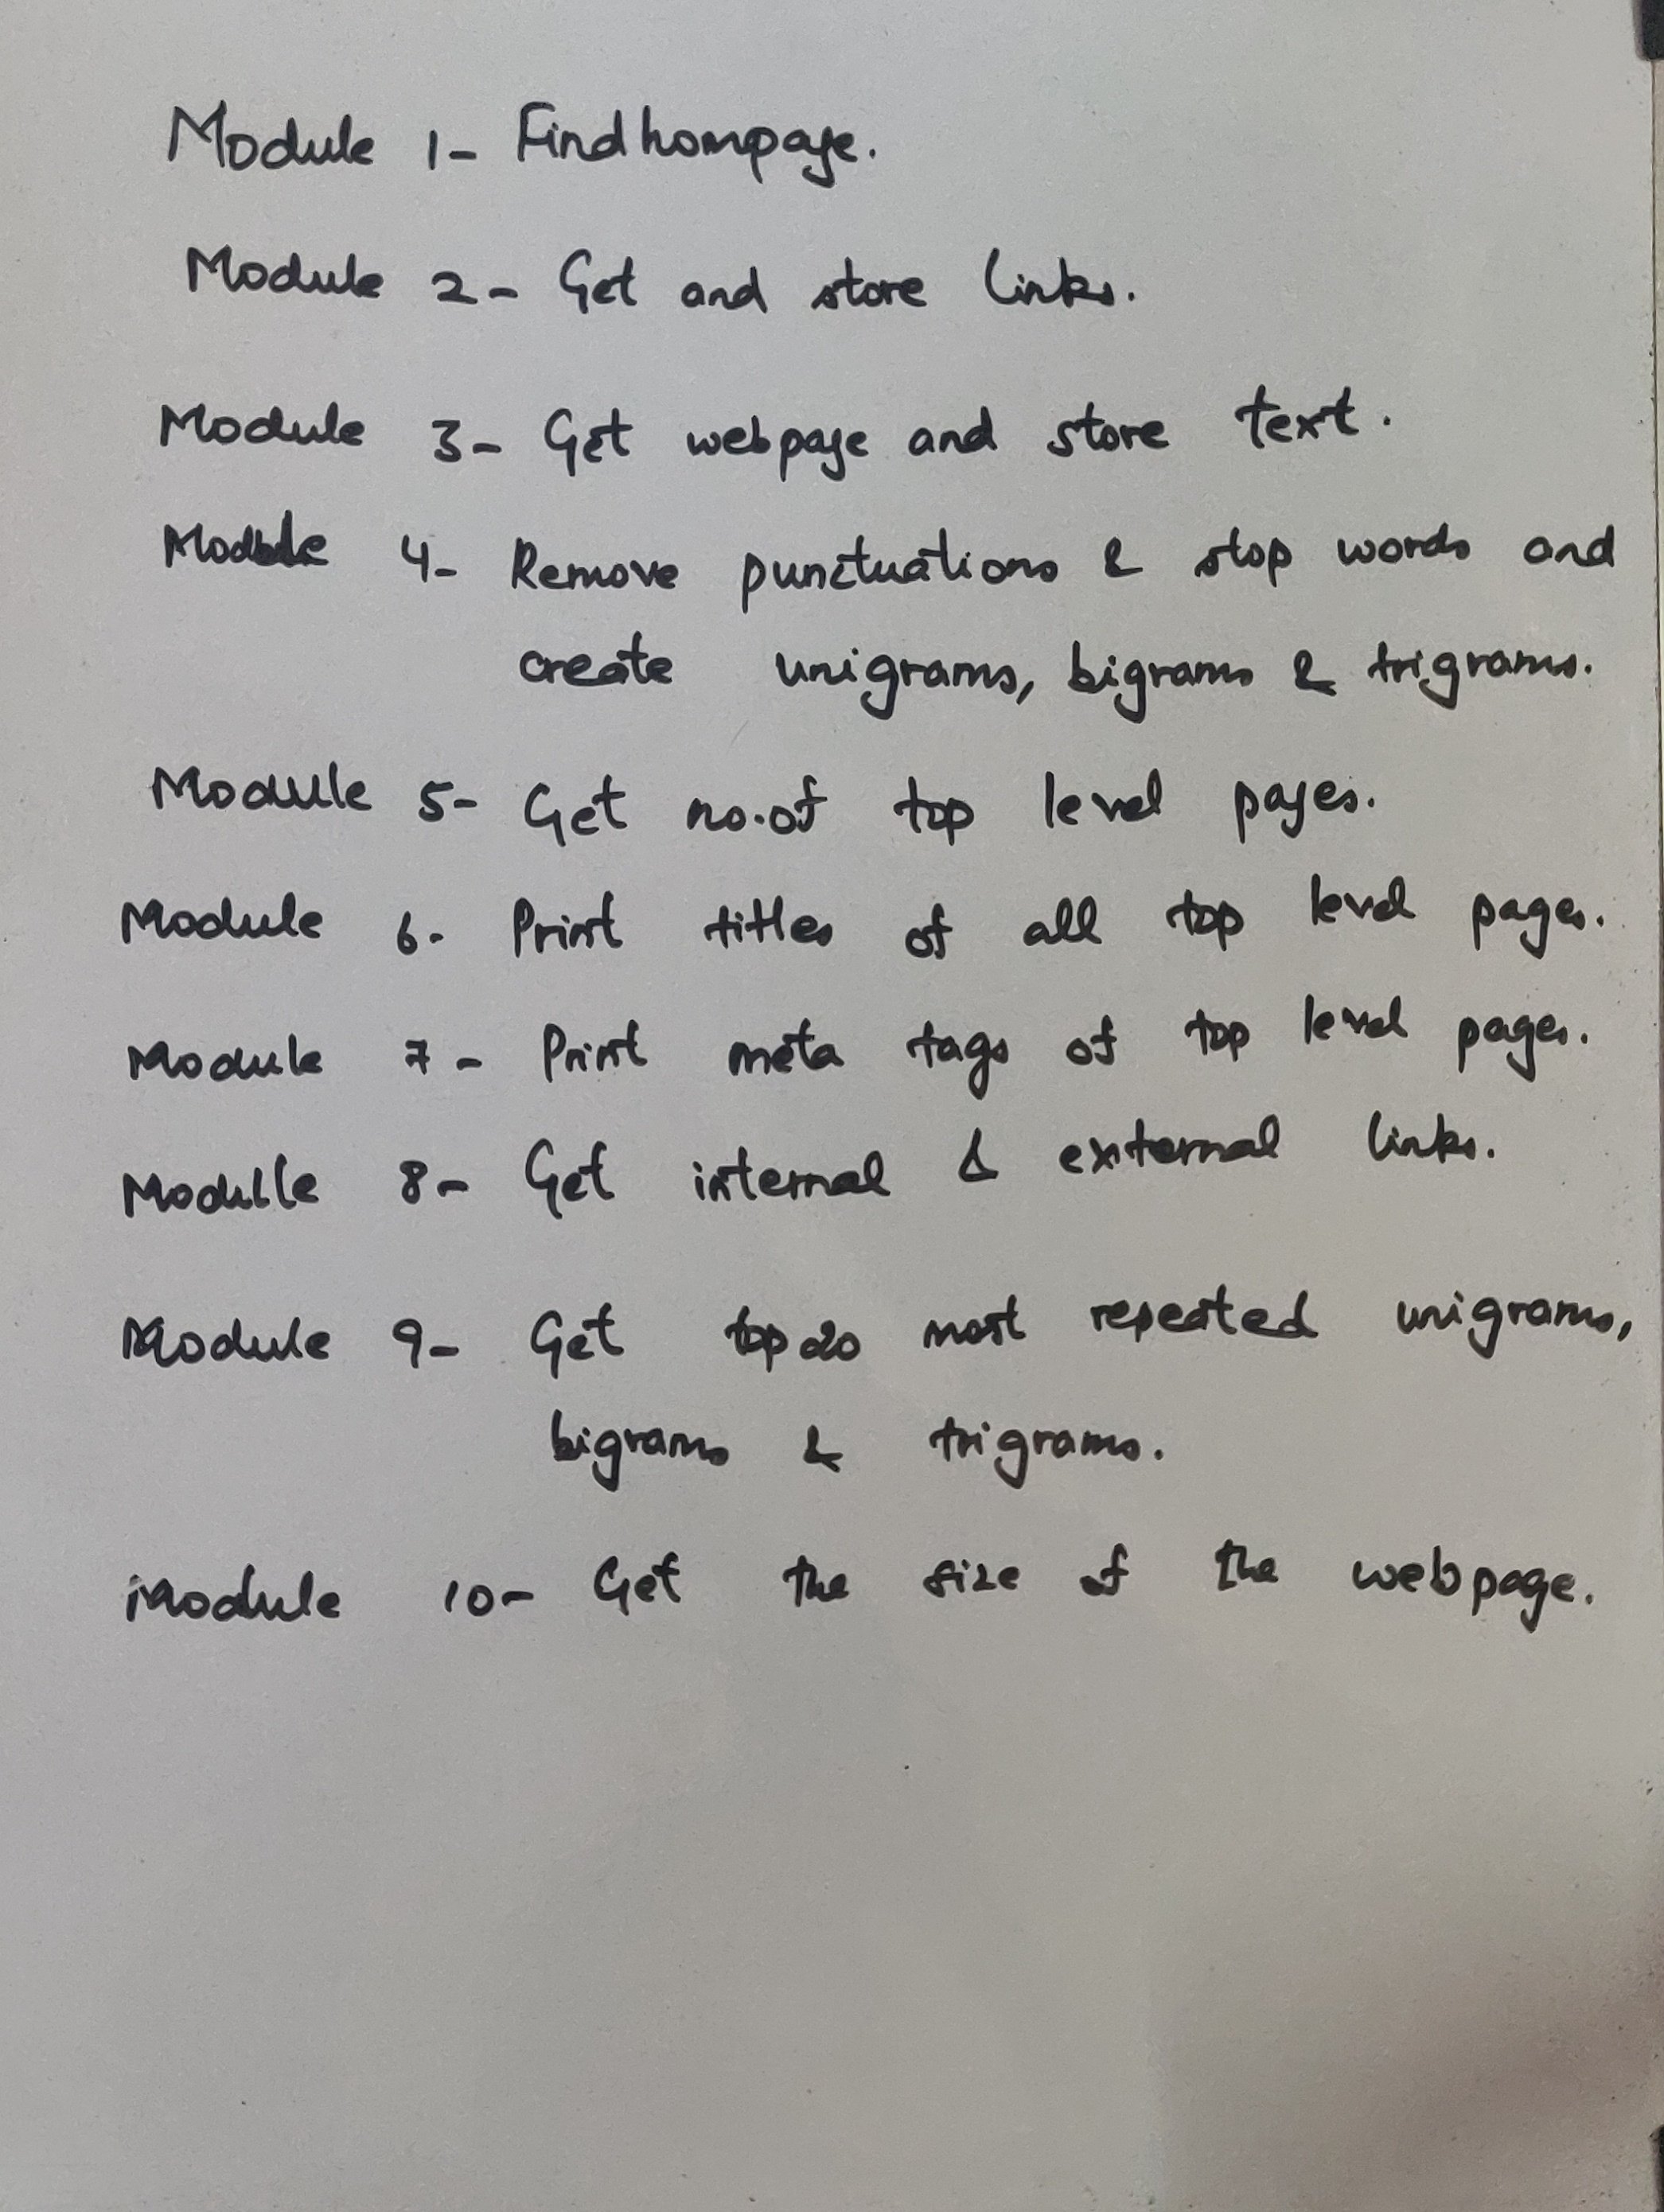 Module 1- Find hompage.
Module 2- Get and store links.
Module 3- Get webpage and store text.
Module 4- Remove punctuations & stop words and
create unigrams, bigrams & trigrams.
Module 5- Get no.of top level pages.
Module 6- Print titles of all top level pages.
Module 7- Print meta tags of top level pages.
Module 8- Get internal & external links.
Module 9- Get top 20 most repeated unigrams,
bigrams & trigrams.
Module 10- Get the size of the webpage.